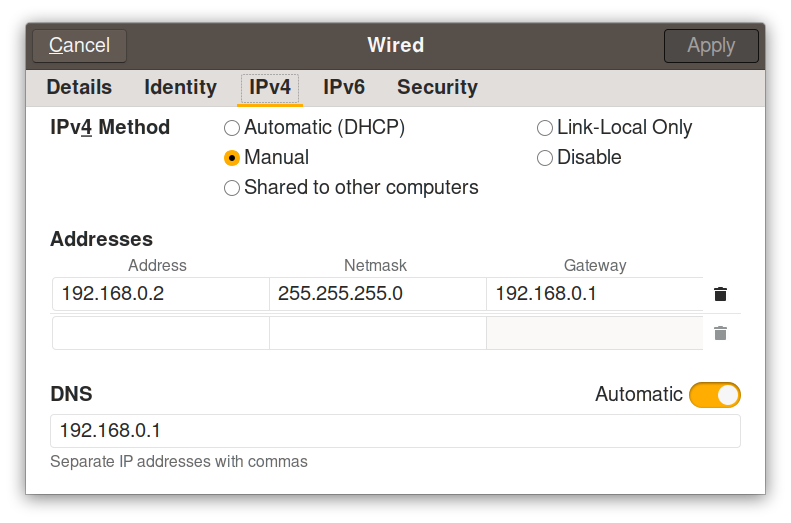 Cancel Wired Apply
Details Identity IPv4 IPv6 Security
IPv4 Method Automatic (DHCP) Link-Local Only
Manual Disable
Shared to other computers
Addresses
Address Netmask Gateway
192.168.0.2 255.255.255.0 192.168.0.1
DNS Automatic
192.168.0.1
Separate IP addresses with commas